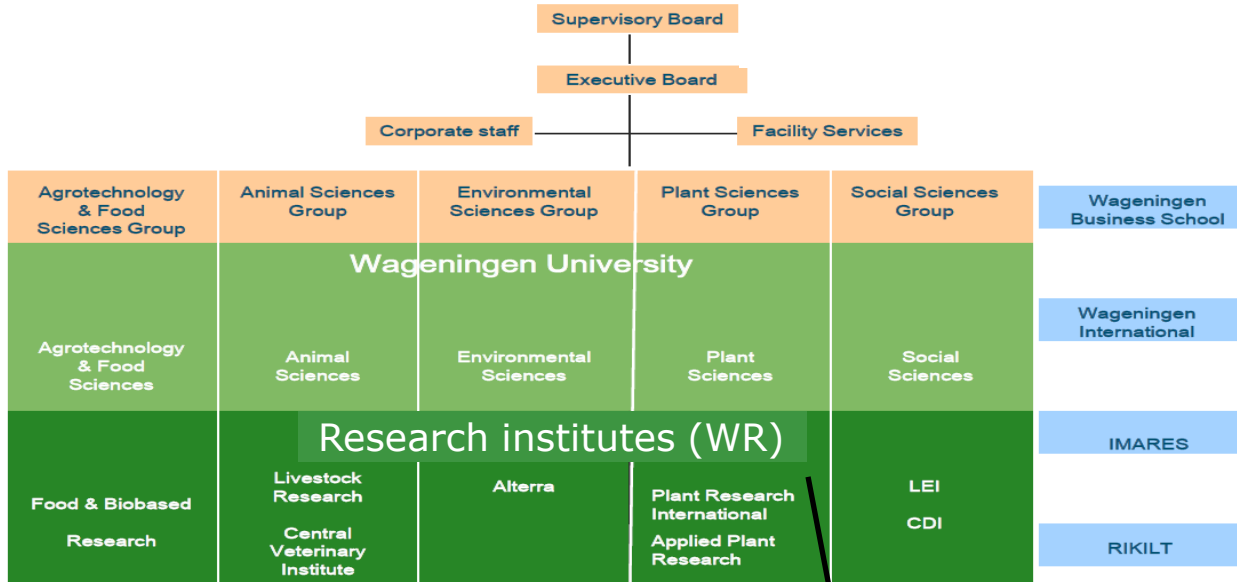 Supervisory Board
Executive Board
Corporate staff
Facility Services
Agrotechnology
& Food
Sciences Group
Animal Sciences
Group
Environmental
Sciences Group
Plant Sciences
Group
Social Sciences
Group
Wageningen
Business School
Wageningen University
Wageningen
International
Agrotechnology
& Food
Sciences
Animal
Sciences
Environmental
Sciences
Plant
Sciences
Social
Sciences
Research institutes (WR)
IMARES
Food & Biobased
Research
Livestock
Research
Central
Veterinary
Institute
Alterra
Plant Research
International
Applied Plant
Research
LEI
CDI
RIKILT